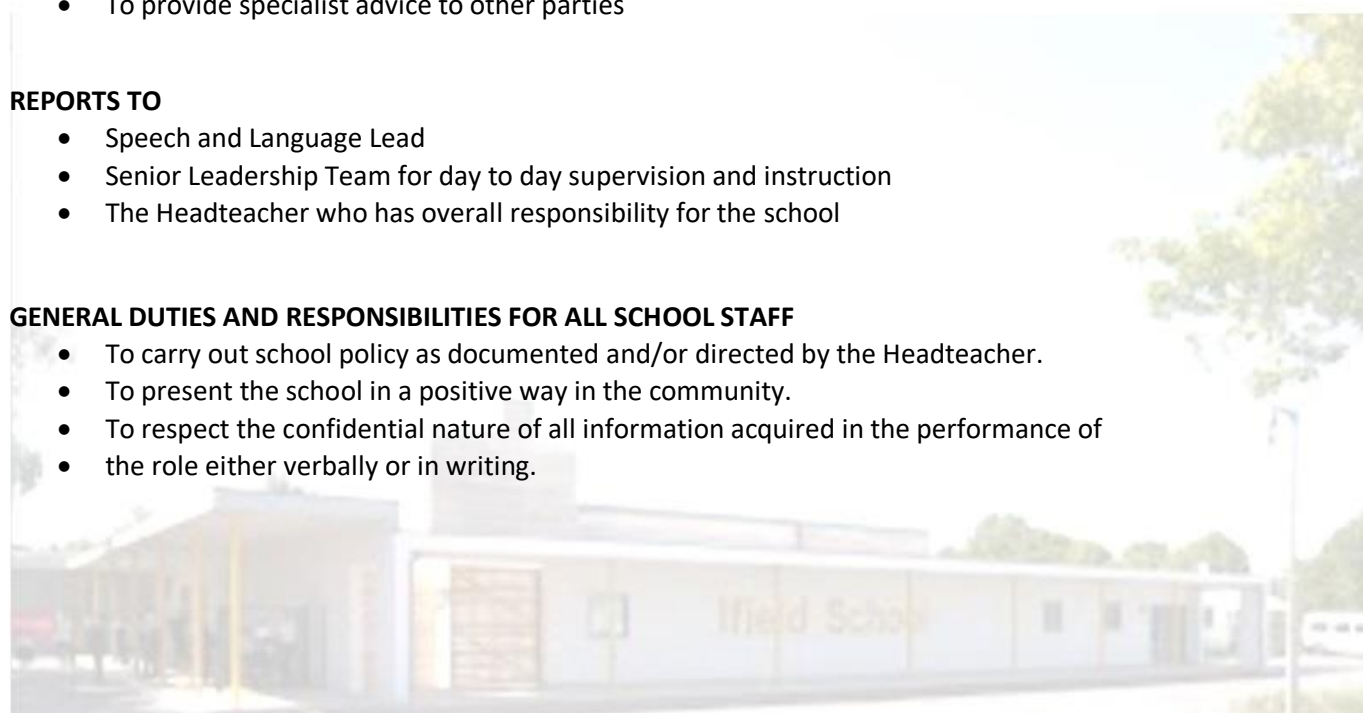 • To provide specialist advice to other parties
REPORTS TO
• Speech and Language Lead
• Senior Leadership Team for day to day supervision and instruction
• The Headteacher who has overall responsibility for the school
GENERAL DUTIES AND RESPONSIBILITIES FOR ALL SCHOOL STAFF
• To carry out school policy as documented and/or directed by the Headteacher.
• To present the school in a positive way in the community.
• To respect the confidential nature of all information acquired in the performance of
• the role either verbally or in writing.
Ifield School